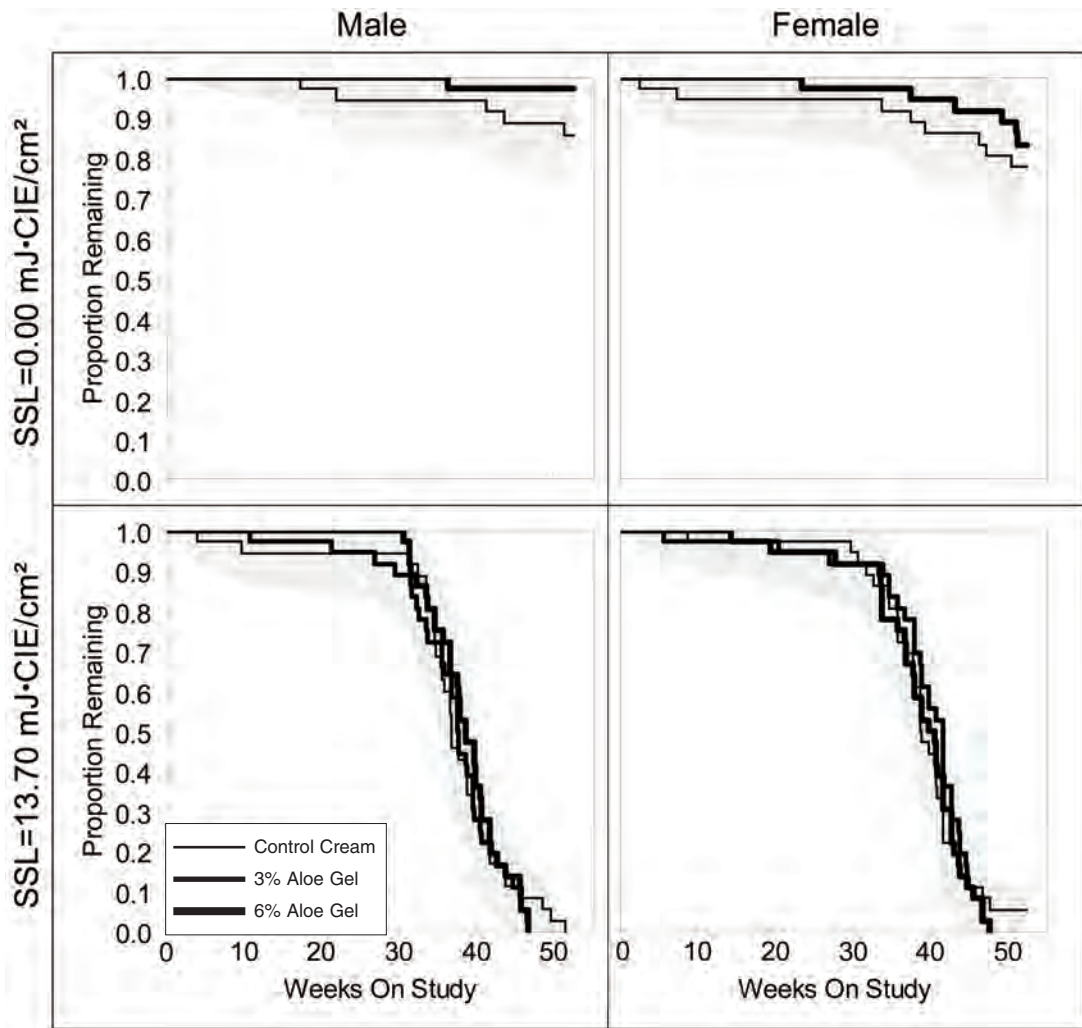 Male
Female
SSL=0.00 mJ·CIE/cm²
Proportion Remaining
1.0
0.9
0.8
0.7
0.6
0.5
0.4
0.3
0.2
0.1
0.0
SSL=13.70 mJ·CIE/cm²
Proportion Remaining
1.0
0.9
0.8
0.7
0.6
0.5
0.4
0.3
0.2
0.1
0.0
Control Cream
3% Aloe Gel
6% Aloe Gel
0 10 20 30 40 50
0 10 20 30 40 50
Weeks On Study
Weeks On Study